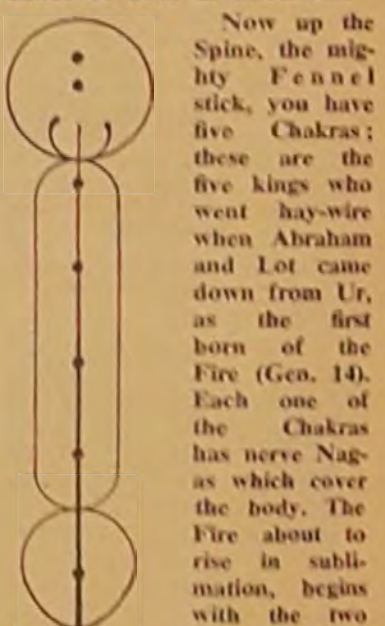 Now up the
Spine, the mig-
hty Fennel
stick, you have
five Chakras;
these are the
five kings who
went hay-wire
when Abraham
and Lot came
down from Ur,
as the first
born of the
Fire (Gen. 14).
Each one of
the Chakras
has nerve Nag-
as which cover
the body. The
Fire about to
rise in subli-
mation, begins
with the two